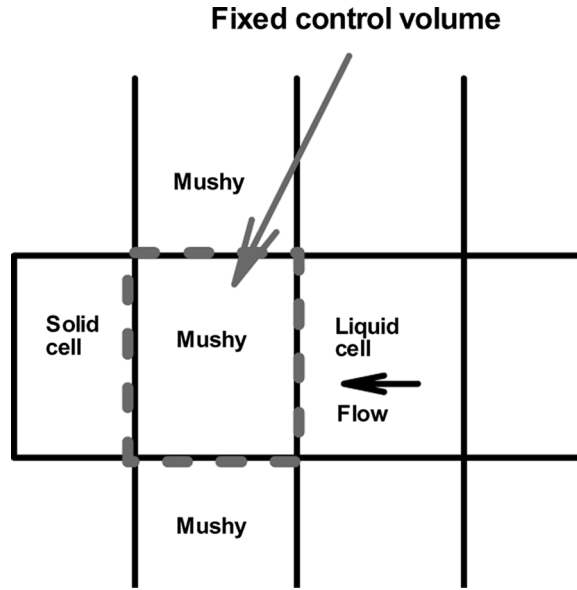 Fixed control volume
Mushy
Solid
cell
Mushy
Liquid
cell
Flow
Mushy